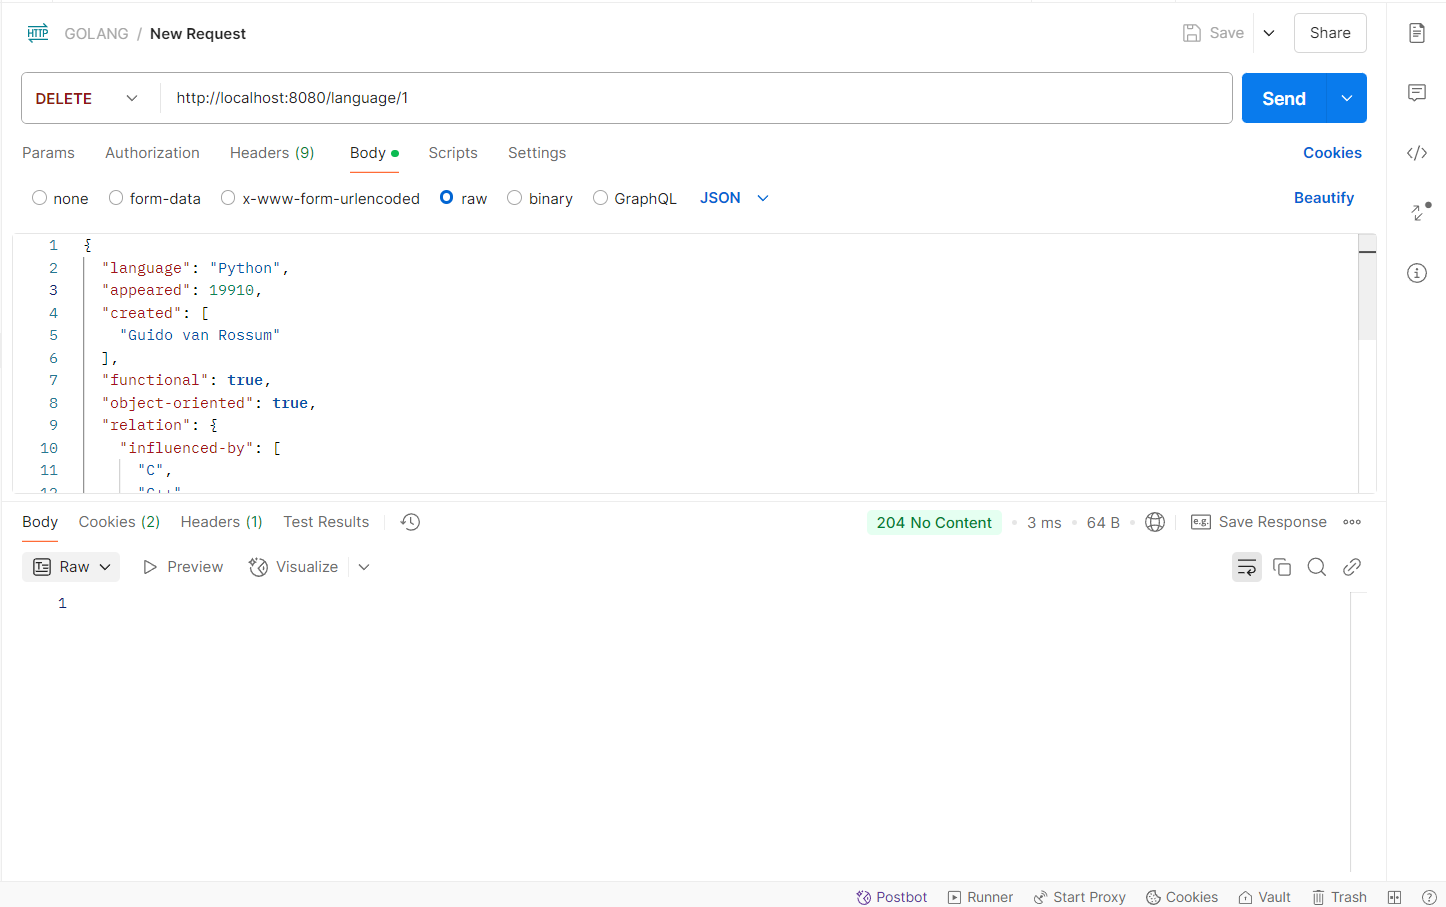 HTTP GOLANG / New Request Save Share
DELETE http://localhost:8080/language/1 Send
Params Authorization Headers (9) Body Scripts Settings Cookies
none form-data x-www-form-urlencoded raw binary GraphQL JSON Beautify
1 {
2 "language": "Python",
3 "appeared": 19910,
4 "created": [
5 "Guido van Rossum"
6 ],
7 "functional": true,
8 "object-oriented": true,
9 "relation": {
10 "influenced-by": [
11 "C",
12 "C++"
Body Cookies (2) Headers (1) Test Results 204 No Content 3 ms 64 B e.g. Save Response
Raw Preview Visualize
1
Postbot Runner Start Proxy Cookies Vault Trash